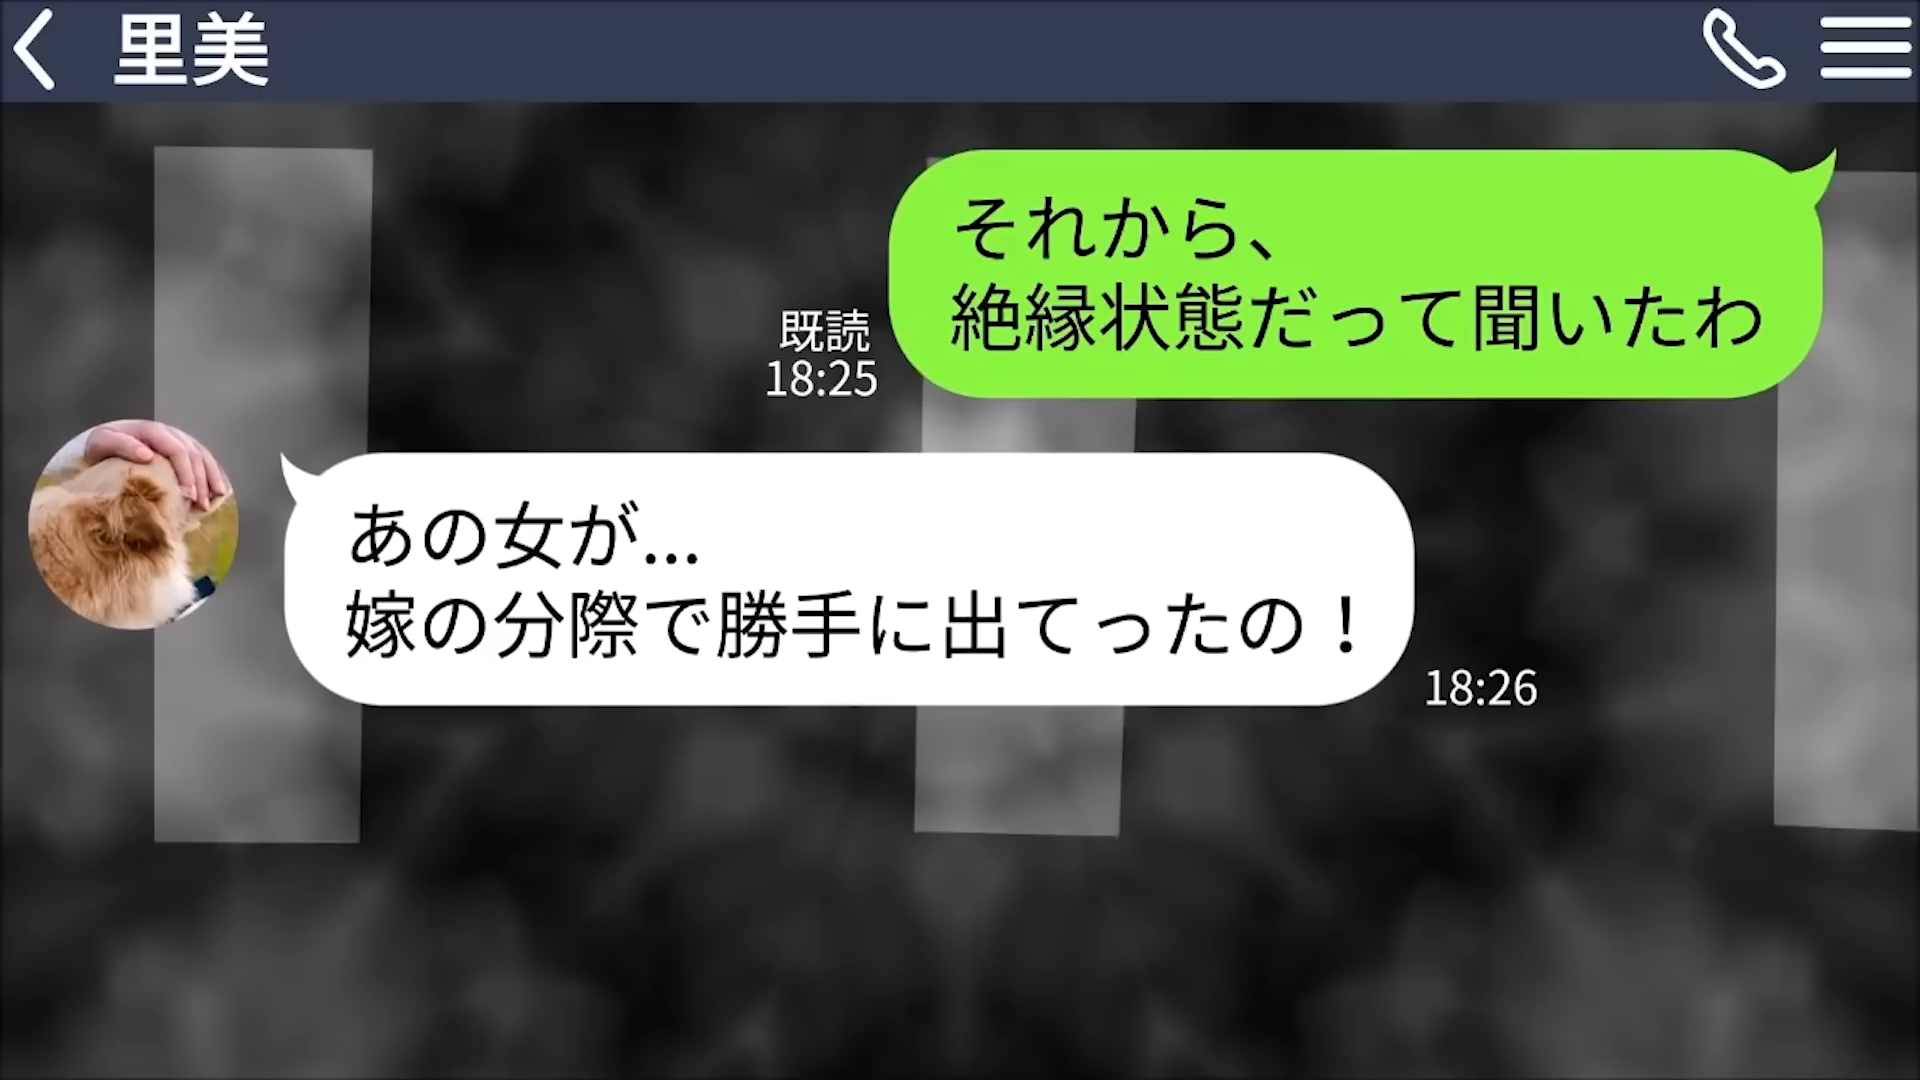 里美
それから、
絶縁状態だって聞いたわ
既読
18:25
あの女が...
嫁の分際で勝手に出てったの！
18:26